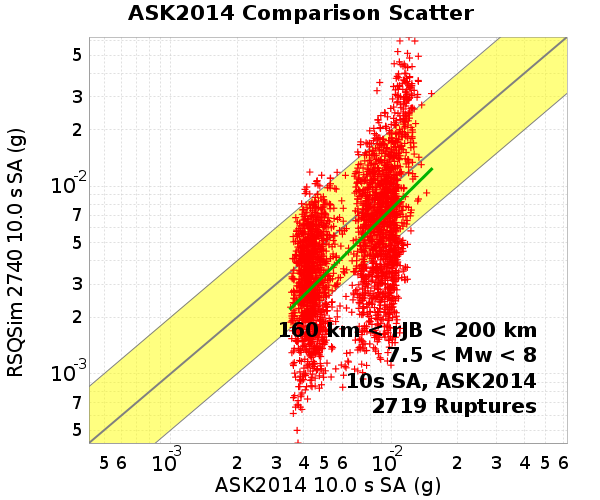 ASK2014 Comparison Scatter
RSQSim 2740 10.0 s SA (g)
5
3
2
10-2
7
5
3
2
10-3
7
5
160 km < rJB < 200 km
7.5 < Mw < 8
10s SA, ASK2014
2719 Ruptures
5 6 10-3 2 3 4 5 6 10-2 2 3 4 5 6
ASK2014 10.0 s SA (g)